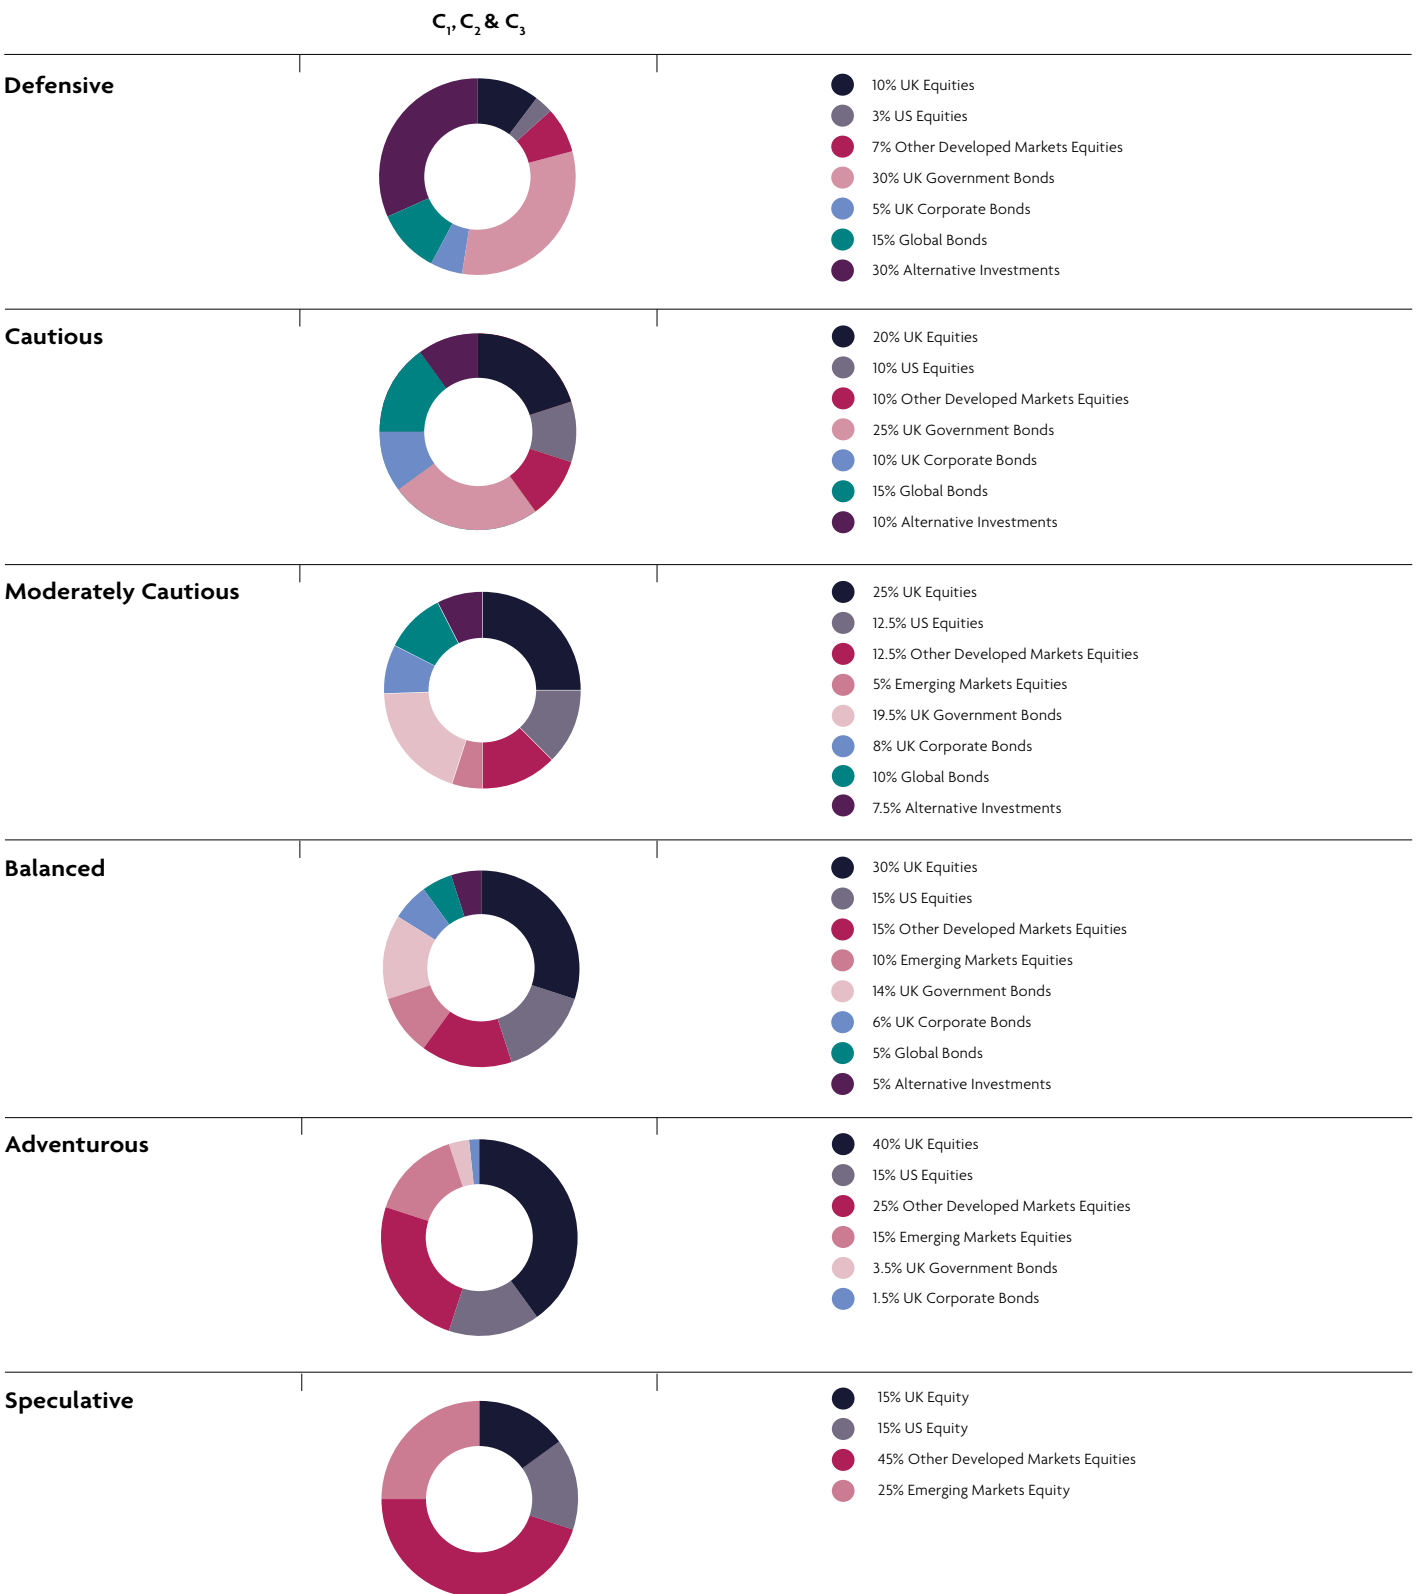 C1, C2 & C3
Defensive
10% UK Equities
3% US Equities
7% Other Developed Markets Equities
30% UK Government Bonds
5% UK Corporate Bonds
15% Global Bonds
30% Alternative Investments
Cautious
20% UK Equities
10% US Equities
10% Other Developed Markets Equities
25% UK Government Bonds
10% UK Corporate Bonds
15% Global Bonds
10% Alternative Investments
Moderately Cautious
25% UK Equities
12.5% US Equities
12.5% Other Developed Markets Equities
5% Emerging Markets Equities
19.5% UK Government Bonds
8% UK Corporate Bonds
10% Global Bonds
7.5% Alternative Investments
Balanced
30% UK Equities
15% US Equities
15% Other Developed Markets Equities
10% Emerging Markets Equities
14% UK Government Bonds
6% UK Corporate Bonds
5% Global Bonds
5% Alternative Investments
Adventurous
40% UK Equities
15% US Equities
25% Other Developed Markets Equities
15% Emerging Markets Equities
3.5% UK Government Bonds
1.5% UK Corporate Bonds
Speculative
15% UK Equity
15% US Equity
45% Other Developed Markets Equities
25% Emerging Markets Equity